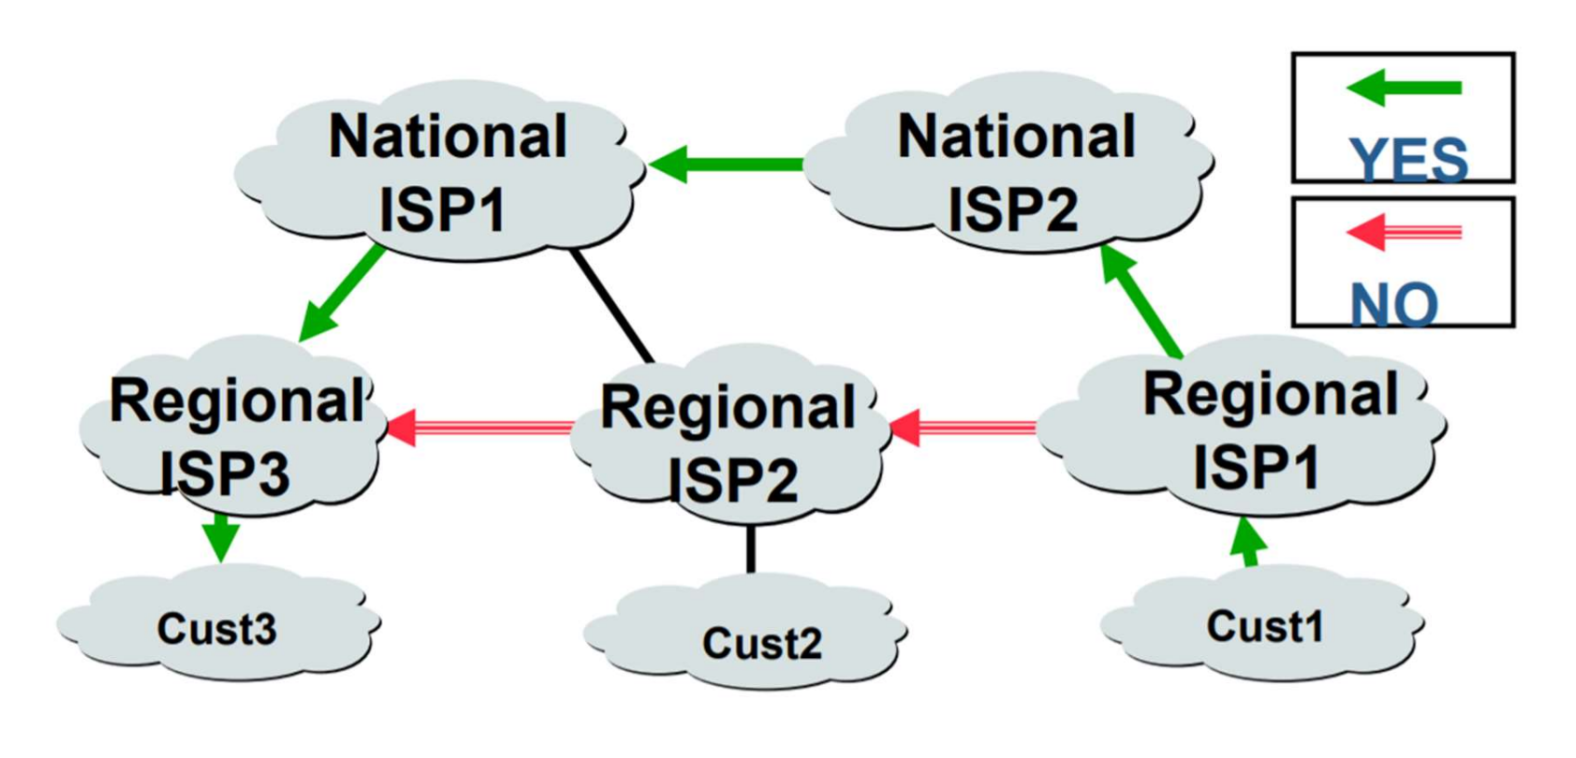 National
ISP1
National
ISP2
YES
NO
Regional
ISP3
Regional
ISP2
Regional
ISP1
Cust3
Cust2
Cust1